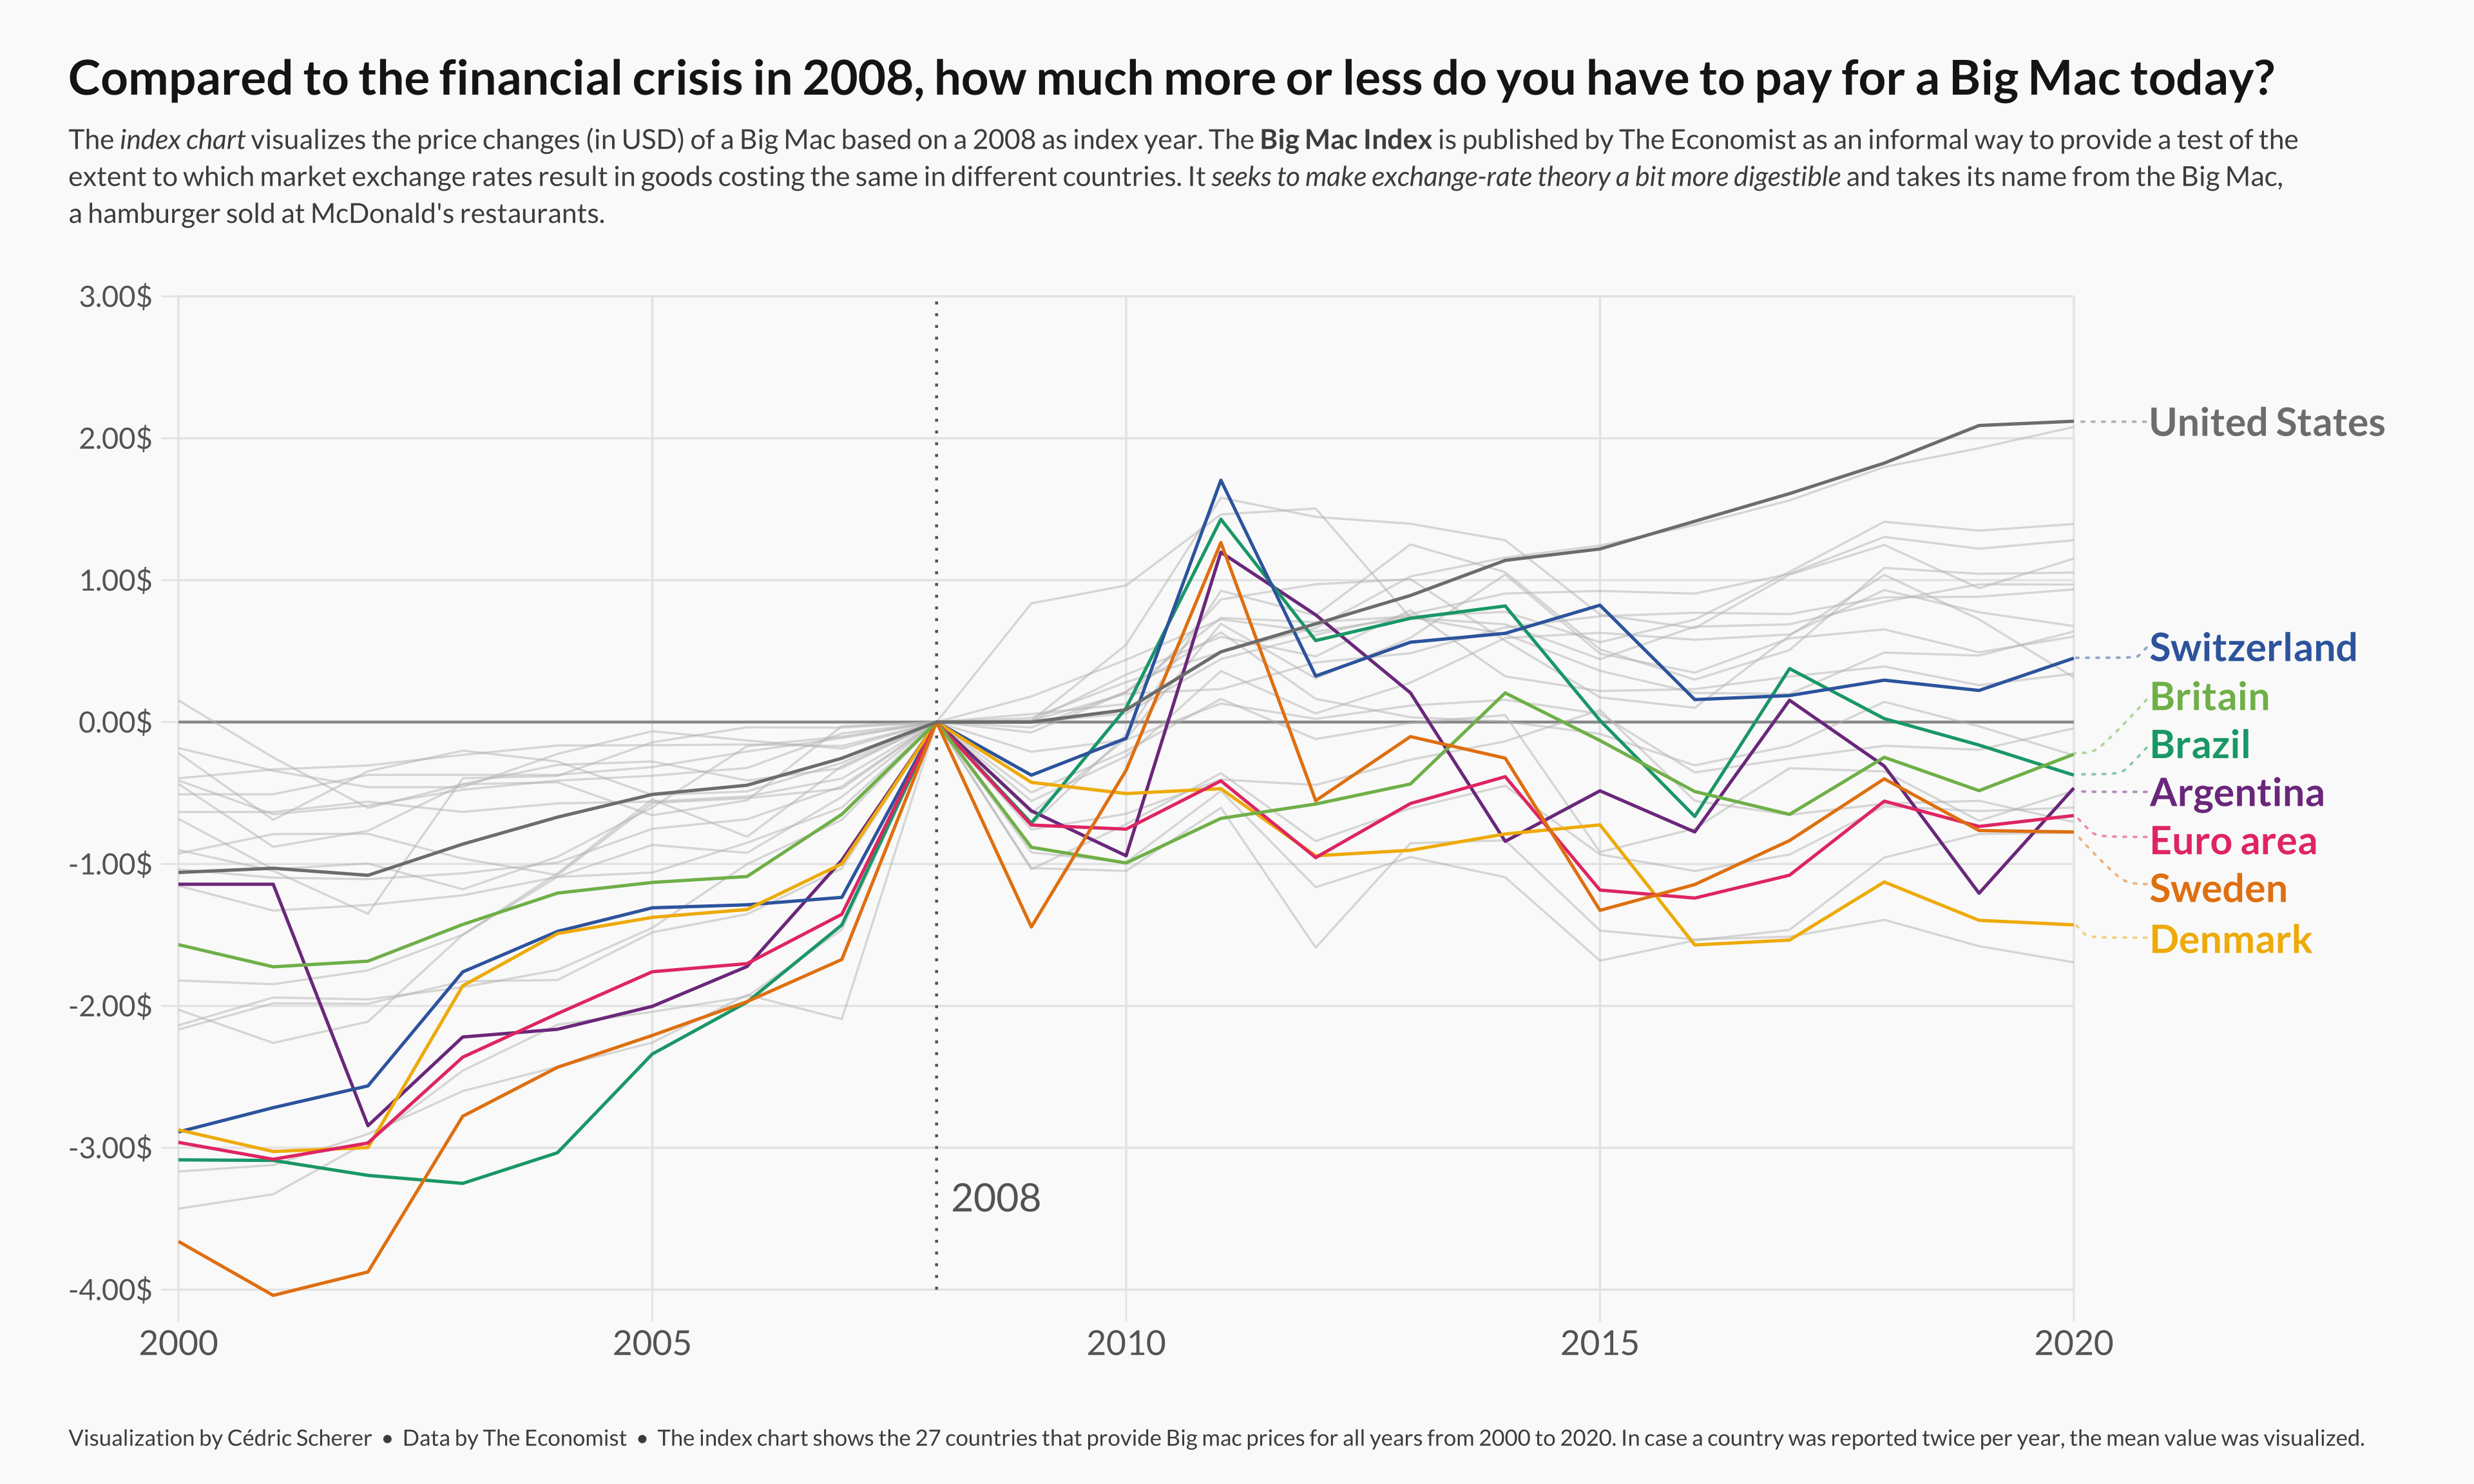 Compared to the financial crisis in 2008, how much more or less do you have to pay for a Big Mac today?
The index chart visualizes the price changes (in USD) of a Big Mac based on a 2008 as index year. The Big Mac Index is published by The Economist as an informal way to provide a test of the
extent to which market exchange rates result in goods costing the same in different countries. It seeks to make exchange-rate theory a bit more digestible and takes its name from the Big Mac,
a hamburger sold at McDonald's restaurants.
3.00$
2.00$
1.00$
0.00$
-1.00$
-2.00$
-3.00$
-4.00$
United States
Switzerland
Britain
Brazil
Argentina
Euro area
Sweden
Denmark
2008
2000
2005
2010
2015
2020
Visualization by Cédric Scherer • Data by The Economist • The index chart shows the 27 countries that provide Big mac prices for all years from 2000 to 2020. In case a country was reported twice per year, the mean value was visualized.